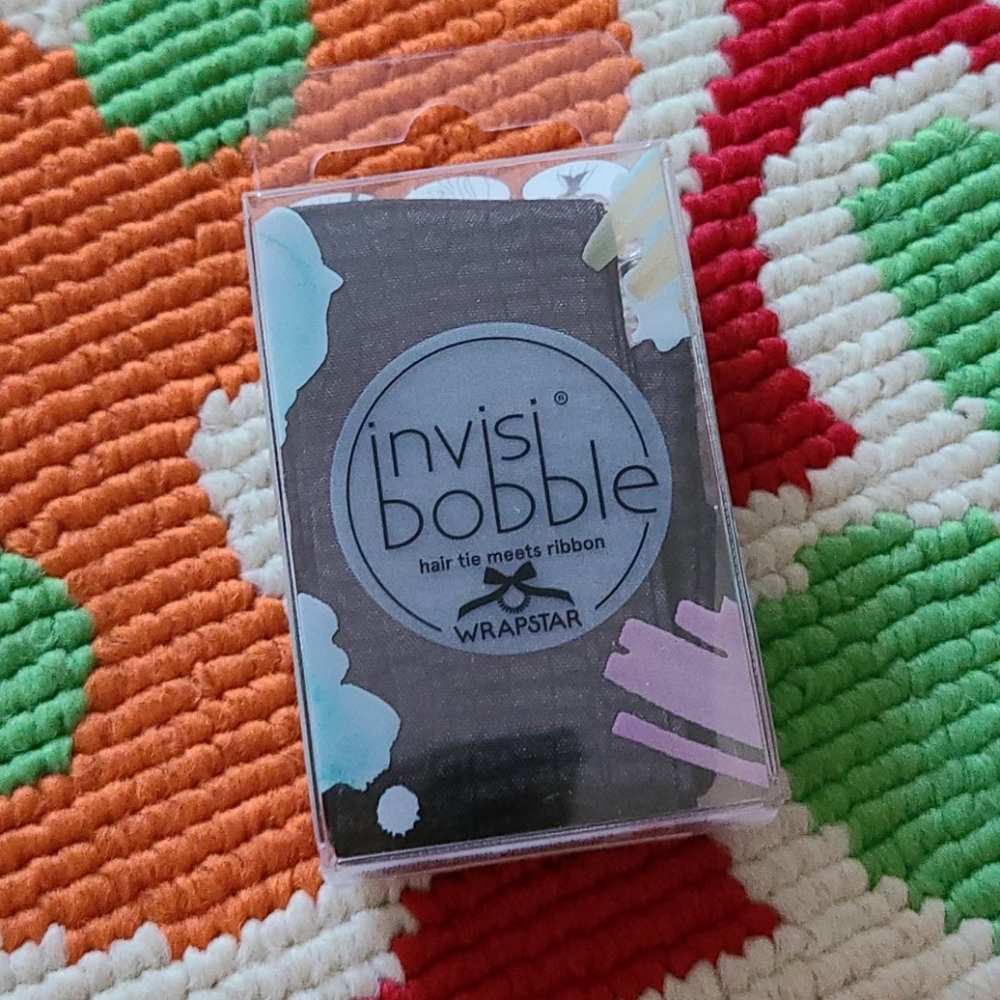 invisi®
bobble
hair tie meets ribbon
WRAPSTAR